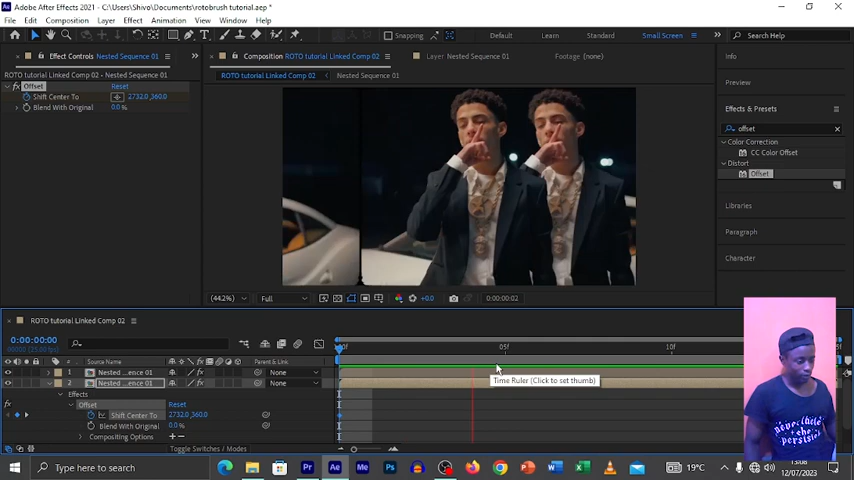 Adobe After Effects 2021 - C:\Users\Shivo\Documents\rotobrush tutorial.aep *
File Edit Composition Layer Effect Animation View Window Help
Snapping Default Learn Standard Small Screen Search Help
Effect Controls Nested Sequence 01
Composition ROTO tutorial Linked Comp 02
Layer Nested Sequence 01
Footage (none)
Info
ROTO tutorial Linked Comp 02 • Nested Sequence 01
ROTO tutorial Linked Comp 02
Nested Sequence 01
fx Offset Reset
Shift Center To 2732.0,360.0
Blend With Original 0.0 %
Preview
Effects & Presets
offset
Color Correction
CC Color Offset
Distort
Offset
Libraries
Paragraph
Character
(44.2%) Full +0.0 0:00:00:02
ROTO tutorial Linked Comp 02
0:00:00:00
Source Name Parent & Link
1 Nested ...ence 01 None
2 Nested ...ence 01 None
Effects
Offset Reset
Shift Center To 2732.0,360.0
Blend With Original 0.0 %
Compositing Options + —
Toggle Switches / Modes
05f 10f
Time Ruler (Click to set thumb)
Type here to search
19°C
12/07/2023